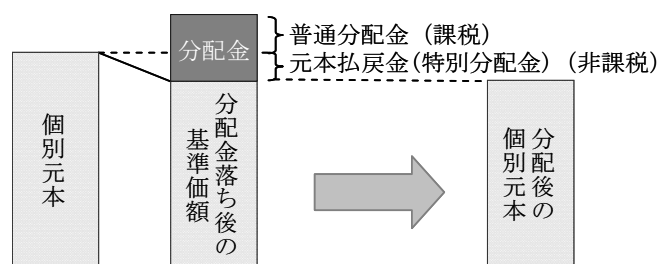 分配金
普通分配金（課税）
元本払戻金（特別分配金）（非課税）
個別元本
分配金落ち後の
基準価額
分配後の
個別元本